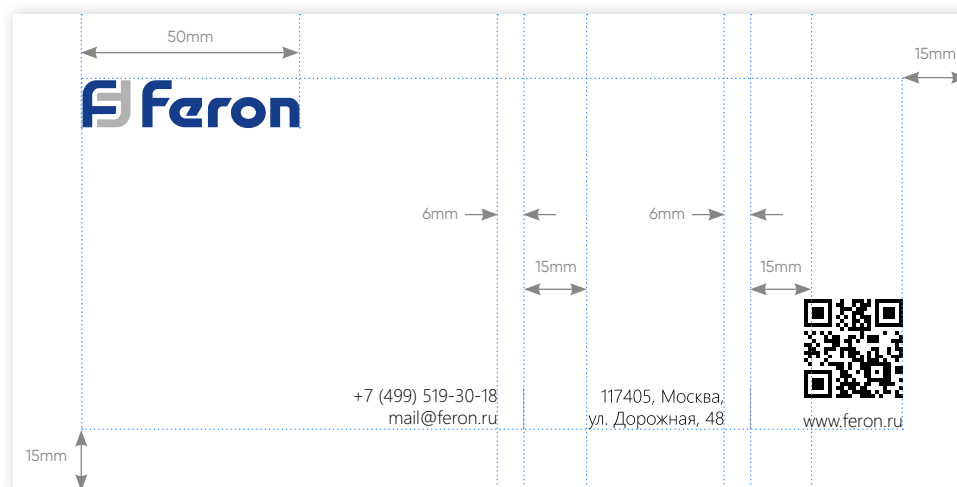 50mm
15mm
Feron
6mm
6mm
15mm
15mm
+7 (499) 519-30-18
mail@feron.ru
117405, Москва,
ул. Дорожная, 48
www.feron.ru
15mm